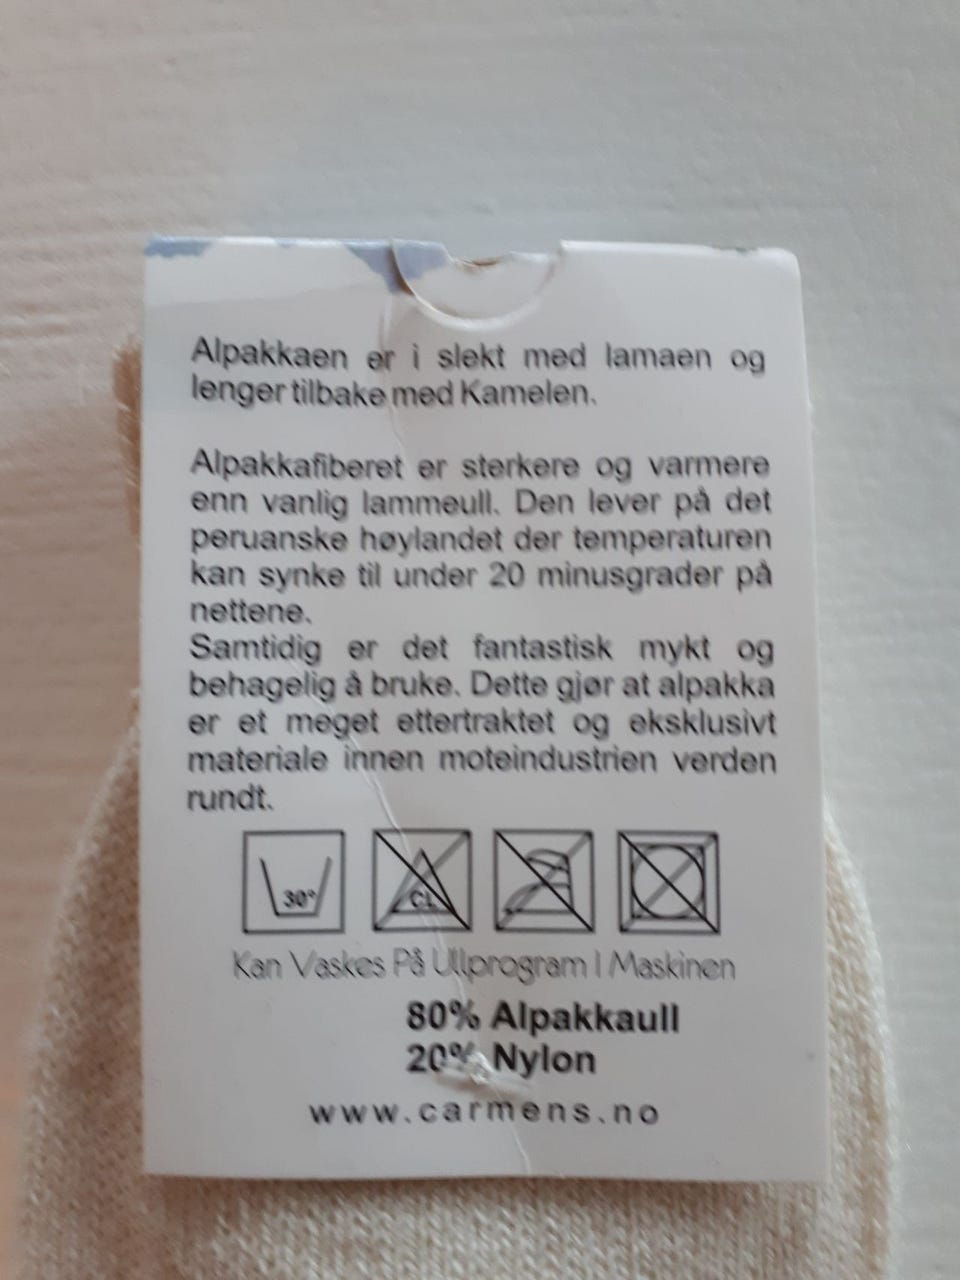 Alpakkaen er i slekt med lamaen og
lenger tilbake med Kamelen.
Alpakkafiberet er sterkere og varmere
enn vanlig lammeull. Den lever på det
peruanske høylandet der temperaturen
kan synke til under 20 minusgrader på
nettene.
Samtidig er det fantastisk mykt og
behagelig å bruke. Dette gjør at alpakka
er et meget ettertraktet og eksklusivt
materiale innen moteindustrien verden
rundt.
30° CL
Kan Vaskes På Ullprogram I Maskinen
80% Alpakkaull
20% Nylon
www.carmens.no